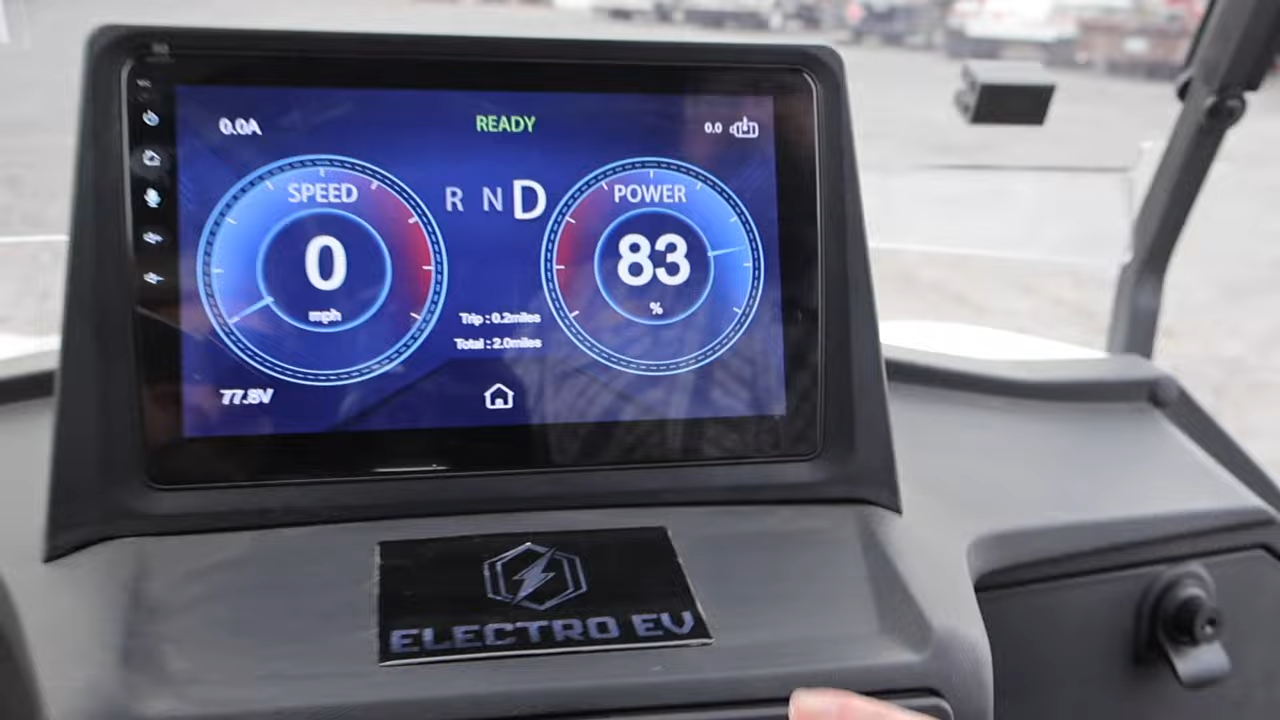 0.0A
READY
0.0
SPEED
R N D
POWER
0
mph
83
%
Trip : 0.2miles
Total : 2.0miles
77.8V
ELECTRO EV